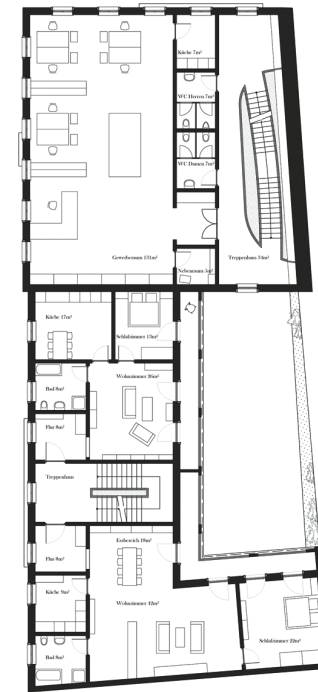 Küche 7m²
WC Herren 7m²
WC Damen 7m²
Gewerberaum 131m²
Nebenraum 5m²
Treppenhaus 54m²
Küche 17m²
Schlafzimmer 13m²
Wohnzimmer 26m²
Bad 8m²
Flur 8m²
Treppenhaus
Essbereich 19m²
Flur 8m²
Küche 9m²
Wohnzimmer 42m²
Schlafzimmer 22m²
Bad 8m²